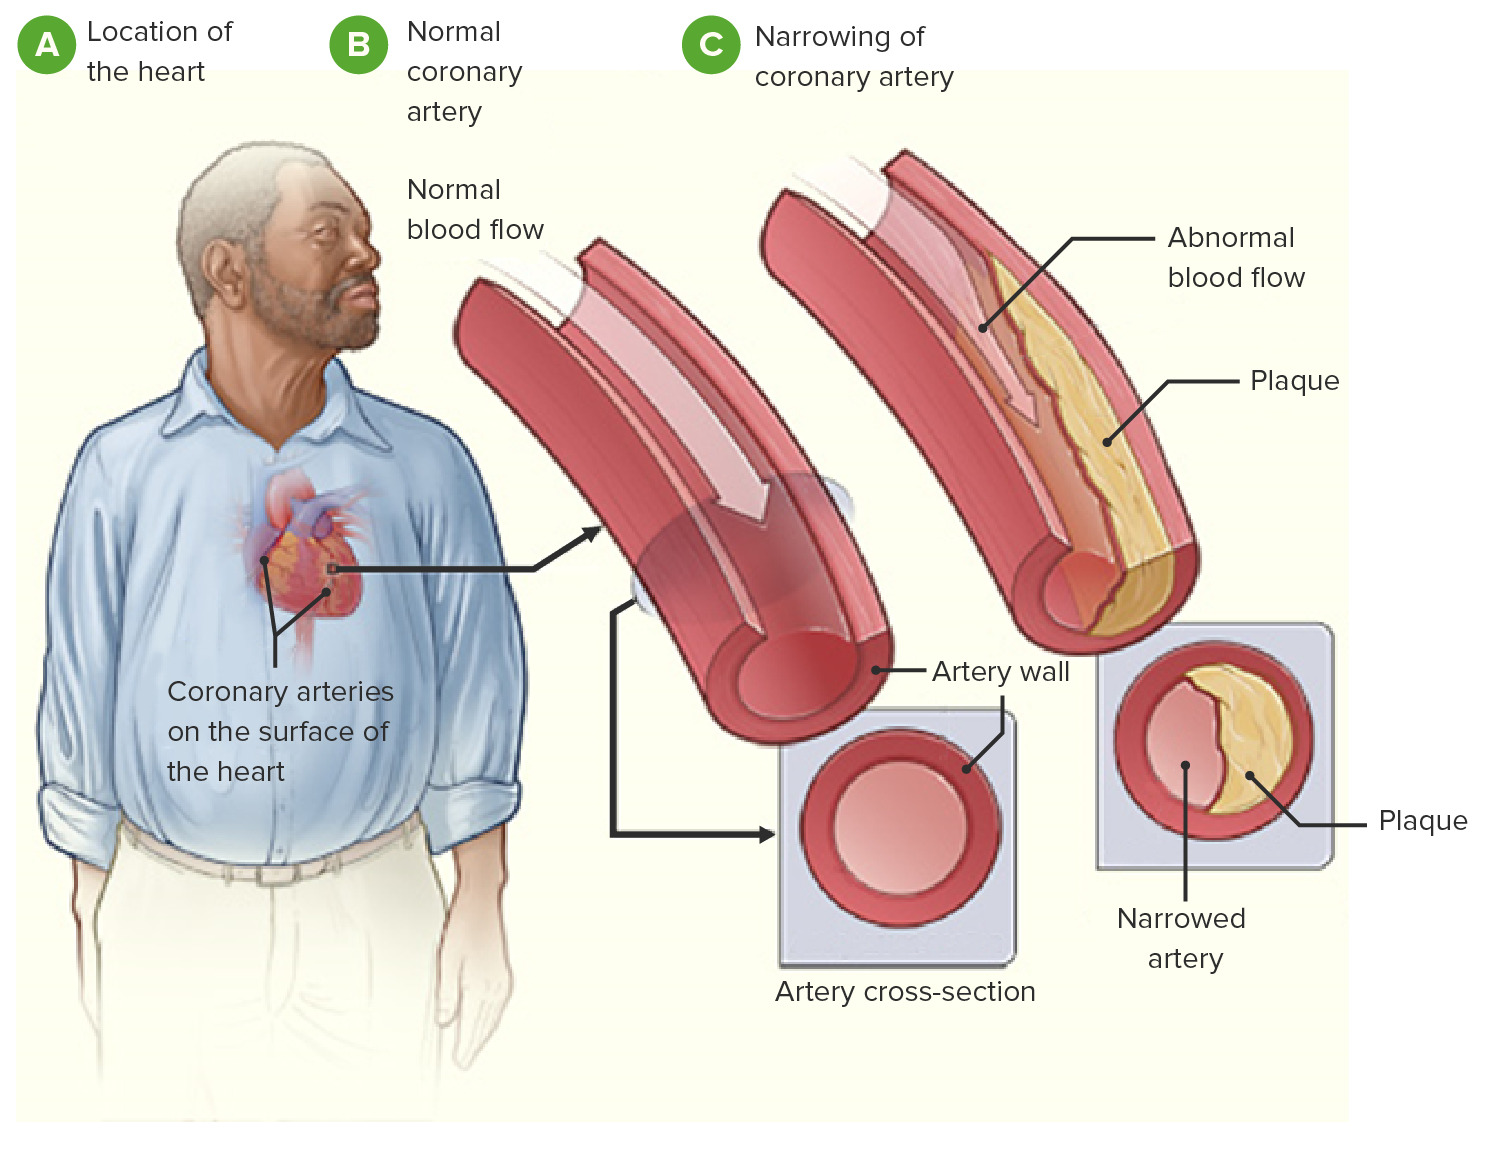 A
Location of
the heart
B
Normal
coronary
artery
C
Narrowing of
coronary artery
Normal
blood flow
Abnormal
blood flow
Plaque
Coronary arteries
on the surface of
the heart
Artery wall
Plaque
Narrowed
artery
Artery cross-section